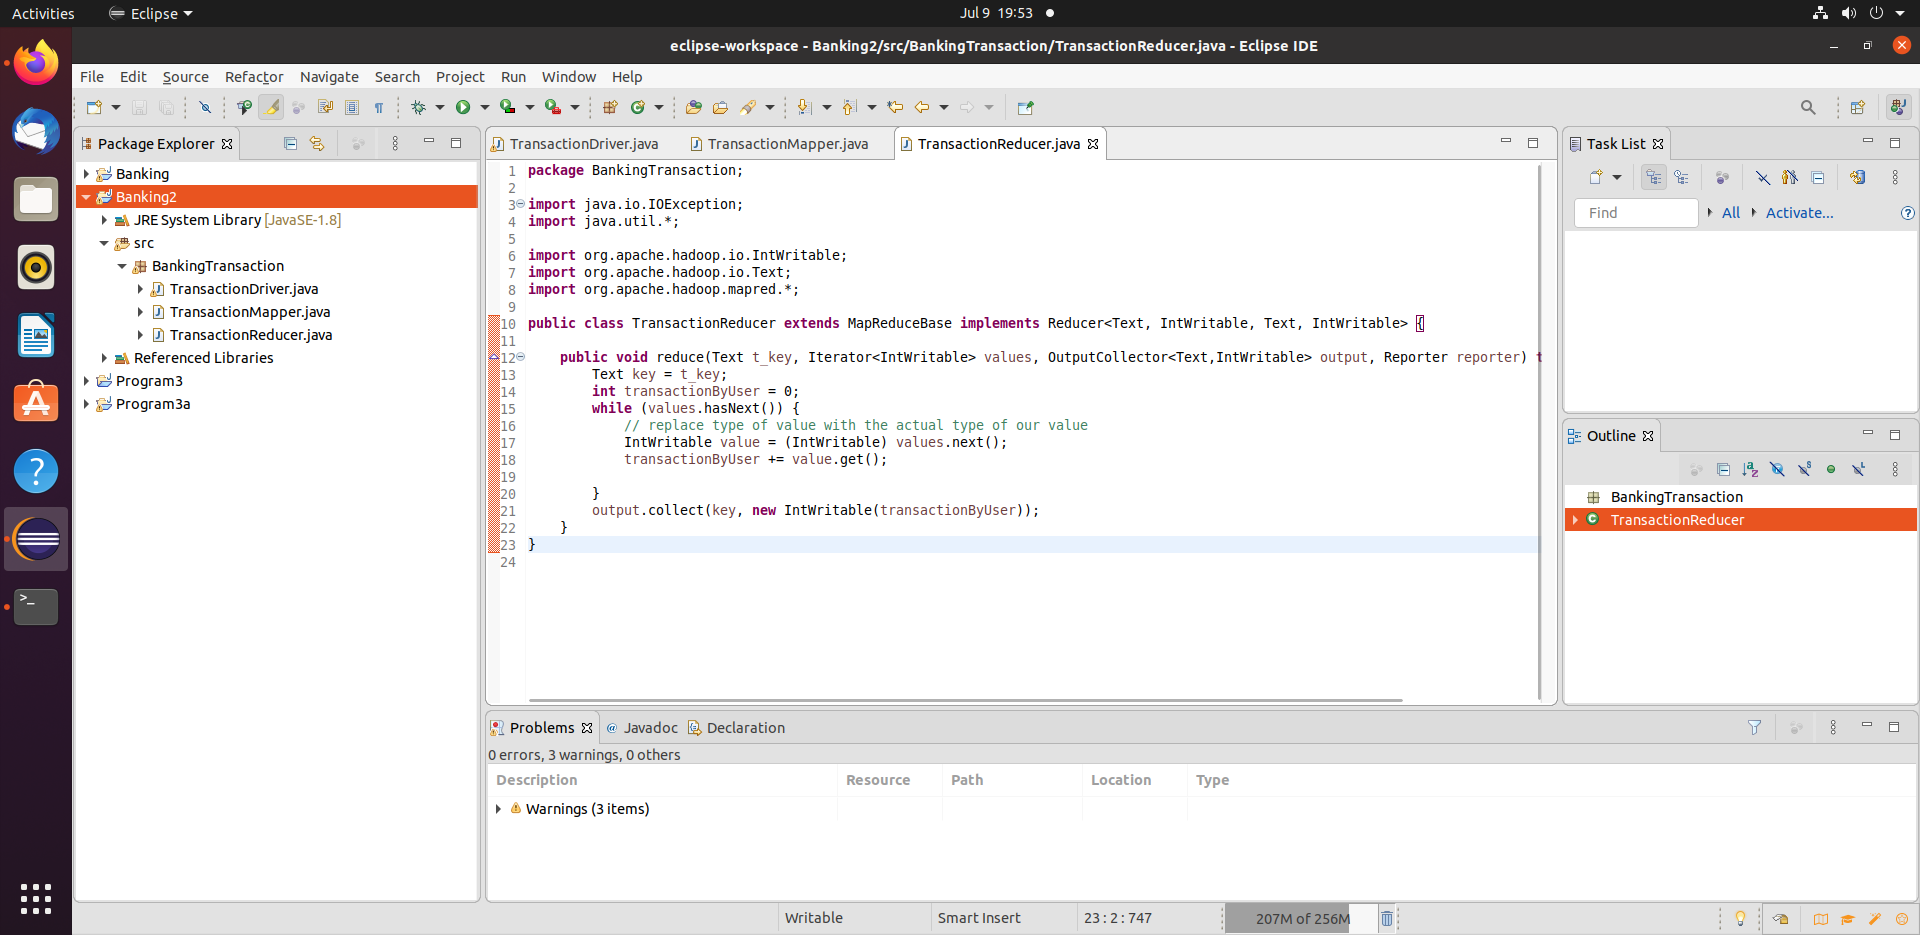 Activities
Eclipse
Jul 9 19:53
eclipse-workspace - Banking2/src/BankingTransaction/TransactionReducer.java - Eclipse IDE
File Edit Source Refactor Navigate Search Project Run Window Help
Package Explorer
Banking
Banking2
JRE System Library [JavaSE-1.8]
src
BankingTransaction
TransactionDriver.java
TransactionMapper.java
TransactionReducer.java
Referenced Libraries
Program3
Program3a
TransactionDriver.java TransactionMapper.java TransactionReducer.java
1 package BankingTransaction;
2
3 import java.io.IOException;
4 import java.util.*;
5
6 import org.apache.hadoop.io.IntWritable;
7 import org.apache.hadoop.io.Text;
8 import org.apache.hadoop.mapred.*;
9
10 public class TransactionReducer extends MapReduceBase implements Reducer<Text, IntWritable, Text, IntWritable> {
11
12 public void reduce(Text t_key, Iterator<IntWritable> values, OutputCollector<Text,IntWritable> output, Reporter reporter) t
13 Text key = t_key;
14 int transactionByUser = 0;
15 while (values.hasNext()) {
16 // replace type of value with the actual type of our value
17 IntWritable value = (IntWritable) values.next();
18 transactionByUser += value.get();
19
20 }
21 output.collect(key, new IntWritable(transactionByUser));
22 }
23 }
24
Task List
Find
All
Activate...
Outline
BankingTransaction
TransactionReducer
Problems Javadoc Declaration
0 errors, 3 warnings, 0 others
Description Resource Path Location Type
Warnings (3 items)
Writable
Smart Insert
23 : 2 : 747
207M of 256M